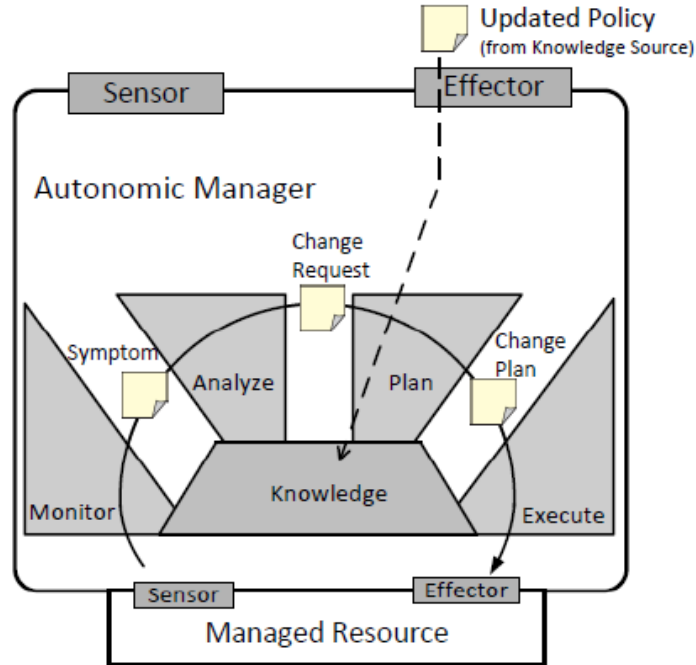 Updated Policy
(from Knowledge Source)
Sensor
Effector
Autonomic Manager
Change
Request
Symptom
Change
Plan
Analyze
Plan
Knowledge
Monitor
Execute
Sensor
Effector
Managed Resource